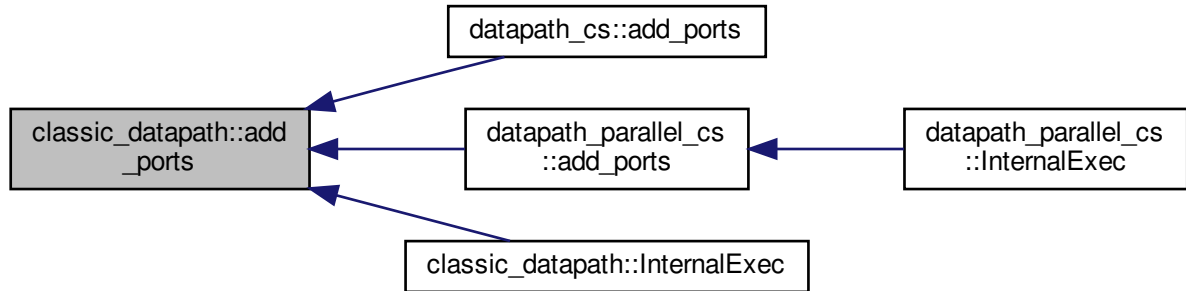 datapath_cs::add_ports
classic_datapath::add
_ports
datapath_parallel_cs
::add_ports
datapath_parallel_cs
::InternalExec
classic_datapath::InternalExec